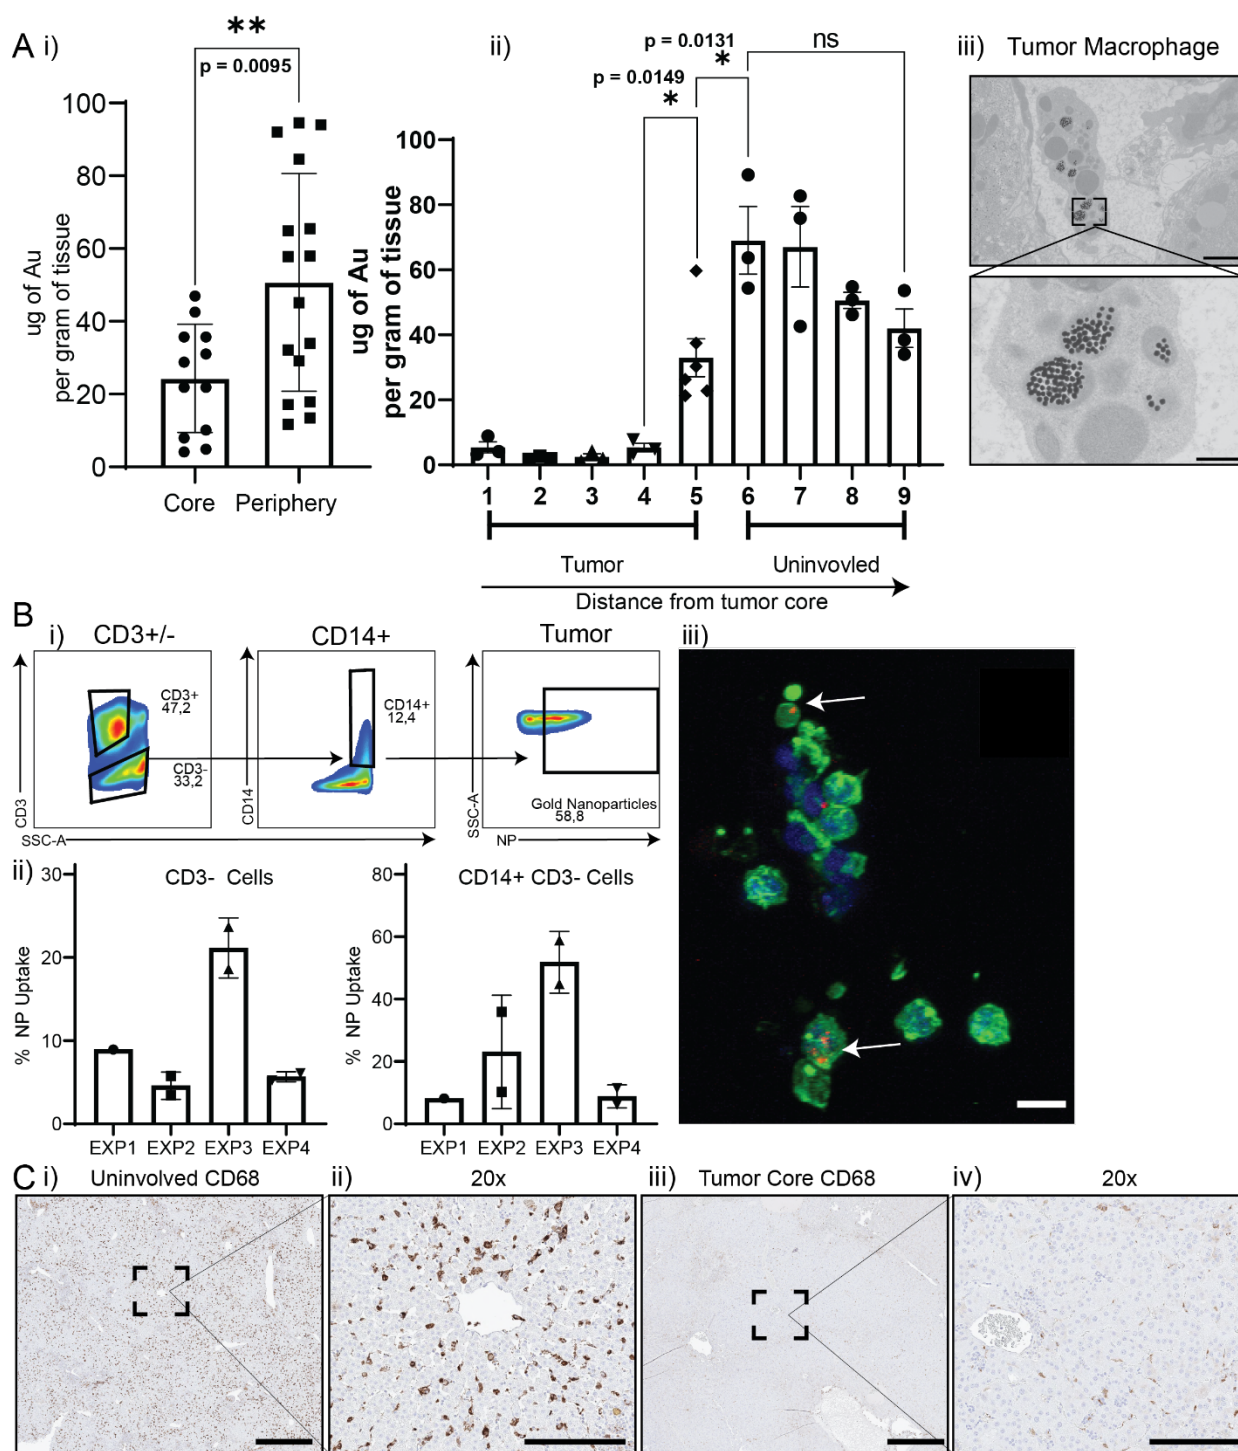 A i)
**
p = 0.0095
ug of Au
per gram of tissue
100
80
60
40
20
0
Core
Periphery
ii)
p = 0.0131
*
ns
p = 0.0149
*
ug of Au
per gram of tissue
100
80
60
40
20
0
1 2 3 4 5 6 7 8 9
Tumor
Uninvovled
Distance from tumor core
iii) Tumor Macrophage
B
i)
CD3+/-
CD3+
47,2
CD3-
33,2
CD3
SSC-A
CD14+
CD14+
12,4
CD14
Tumor
Gold Nanoparticles
58,8
SSC-A
NP
ii)
CD3- Cells
% NP Uptake
30
20
10
0
EXP1 EXP2 EXP3 EXP4
CD14+ CD3- Cells
% NP Uptake
80
60
40
20
0
EXP1 EXP2 EXP3 EXP4
iii)
C i)
Uninvolved CD68
ii)
20x
iii)
Tumor Core CD68
iv)
20x